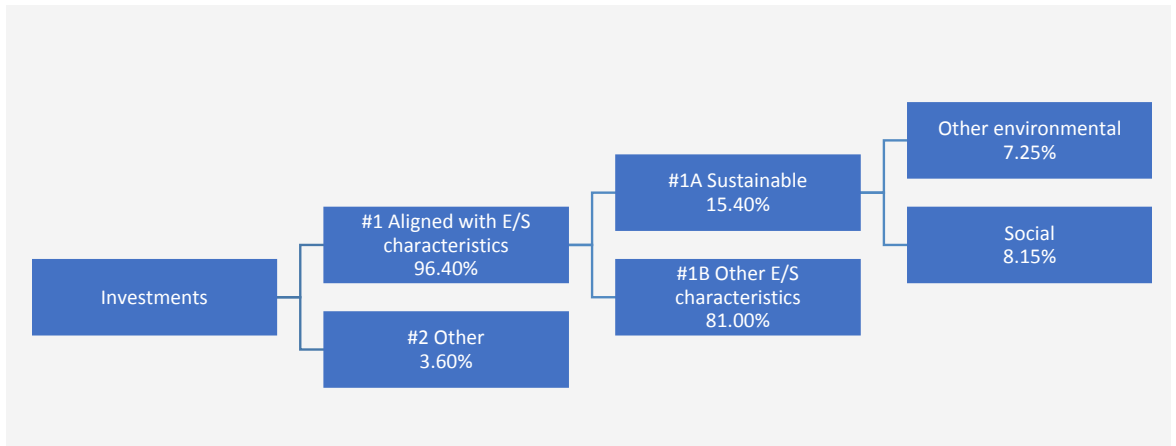 Investments
#1 Aligned with E/S
characteristics
96.40%
#2 Other
3.60%
#1A Sustainable
15.40%
#1B Other E/S
characteristics
81.00%
Other environmental
7.25%
Social
8.15%